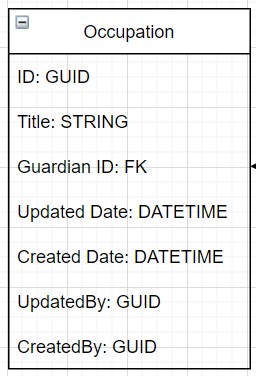 Occupation
ID: GUID
Title: STRING
Guardian ID: FK
Updated Date: DATETIME
Created Date: DATETIME
UpdatedBy: GUID
CreatedBy: GUID